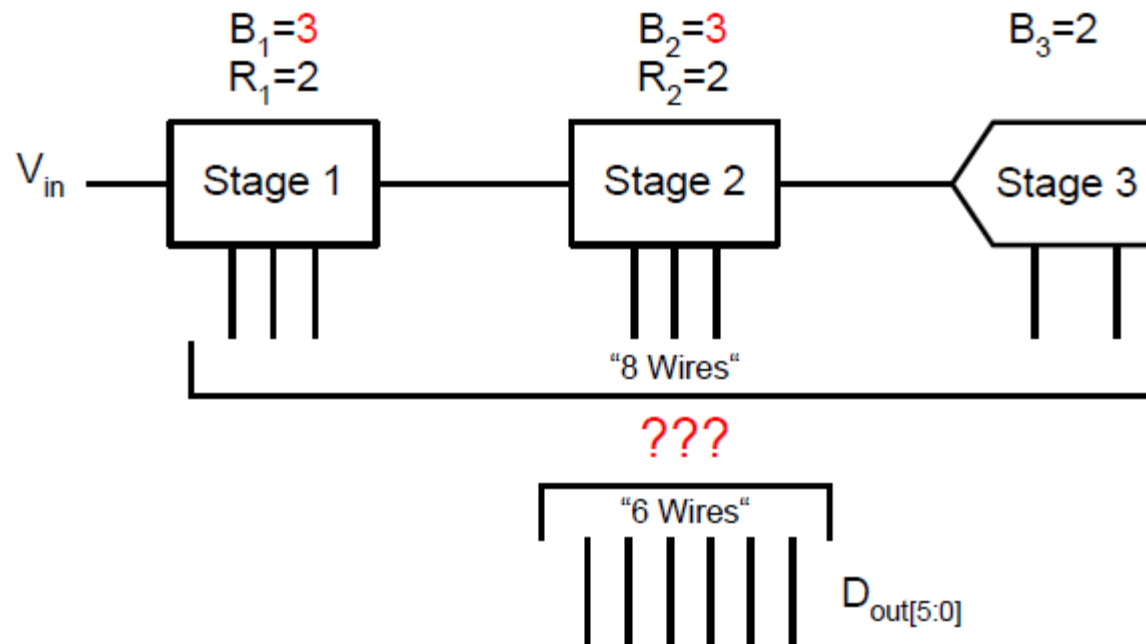 B₁=3 B₂=3 B₃=2
R₁=2 R₂=2
Vᵢₙ Stage 1 Stage 2 Stage 3
“8 Wires“
???
“6 Wires“
Dout[5:0]